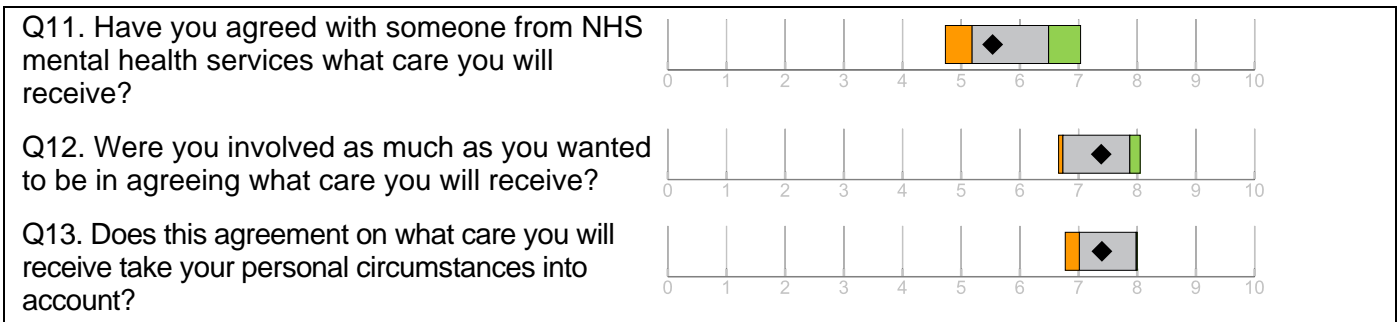 Q11. Have you agreed with someone from NHS
mental health services what care you will
receive?
0 1 2 3 4 5 6 7 8 9 10
Q12. Were you involved as much as you wanted
to be in agreeing what care you will receive?
0 1 2 3 4 5 6 7 8 9 10
Q13. Does this agreement on what care you will
receive take your personal circumstances into
account?
0 1 2 3 4 5 6 7 8 9 10